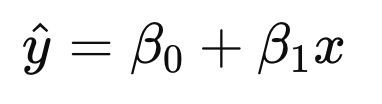 ŷ = β₀ + β₁x